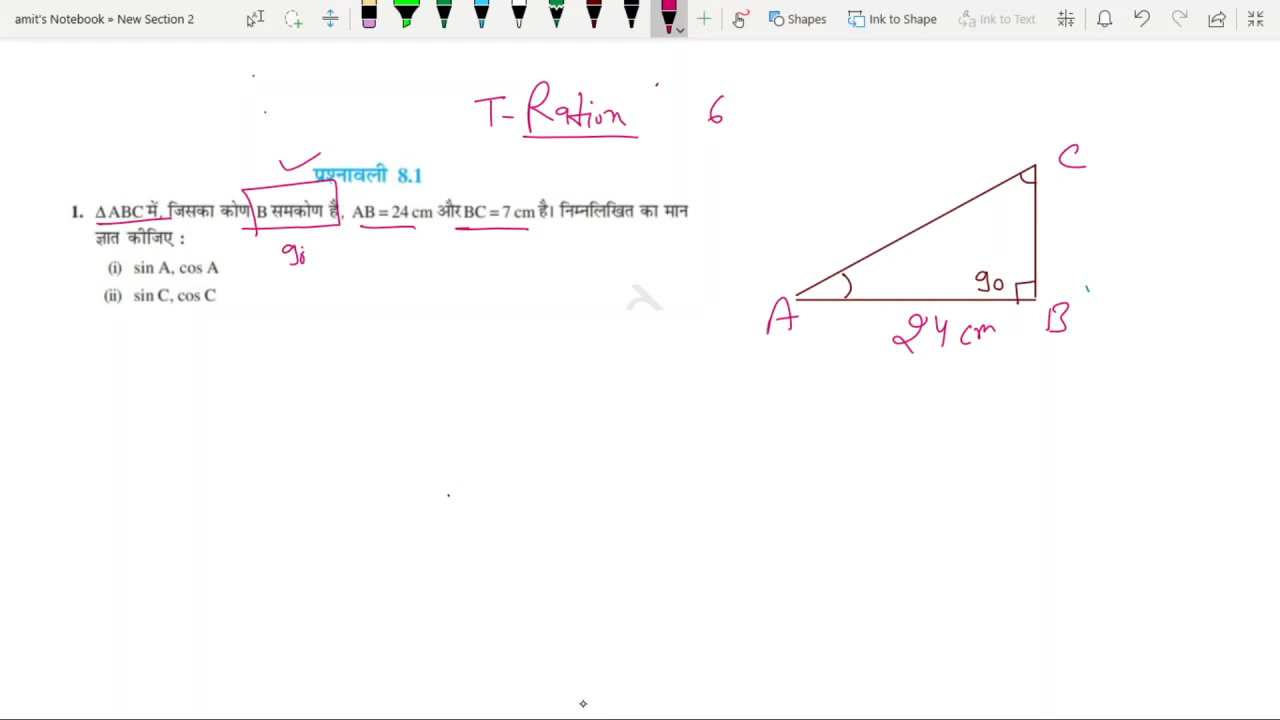 amit's Notebook » New Section 2
Shapes
Ink to Shape
Ink to Text
T-Ration 6
प्रश्नावली 8.1
1. ΔABC में, जिसका कोण B समकोण है, AB = 24 cm और BC = 7 cm है। निम्नलिखित का मान
ज्ञात कीजिए :
90
(i) sin A, cos A
(ii) sin C, cos C
C
90
A
B
24 cm